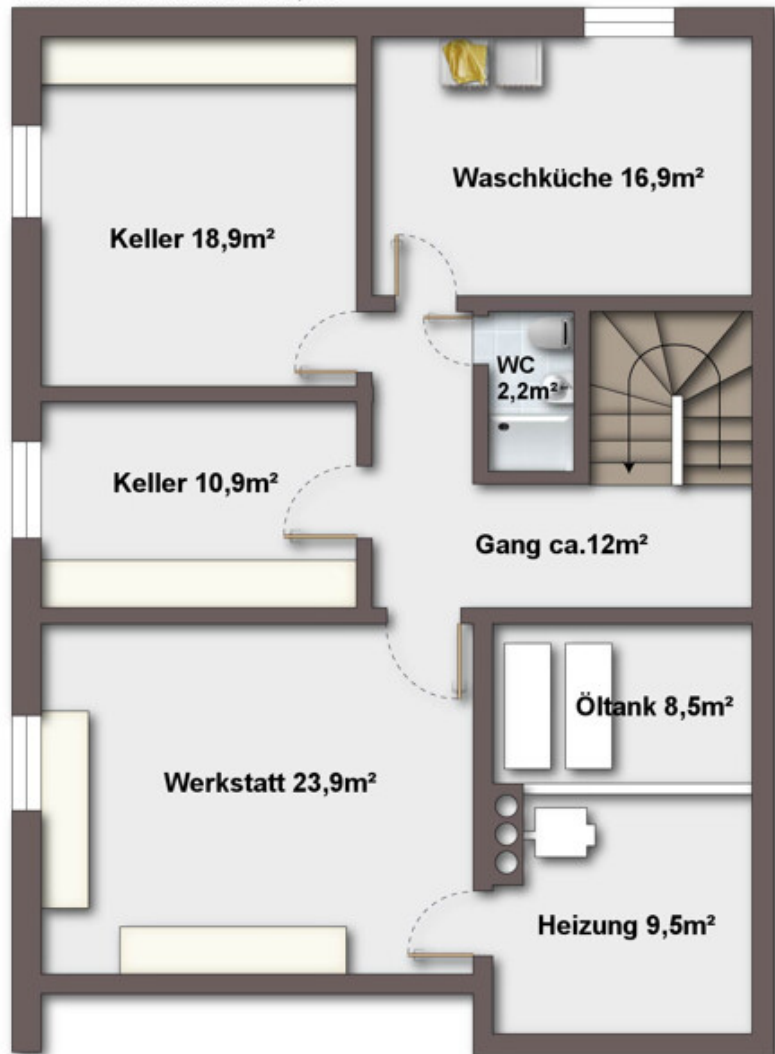 Waschküche 16,9m²
Keller 18,9m²
WC
2,2m²
Keller 10,9m²
Gang ca.12m²
Öltank 8,5m²
Werkstatt 23,9m²
Heizung 9,5m²